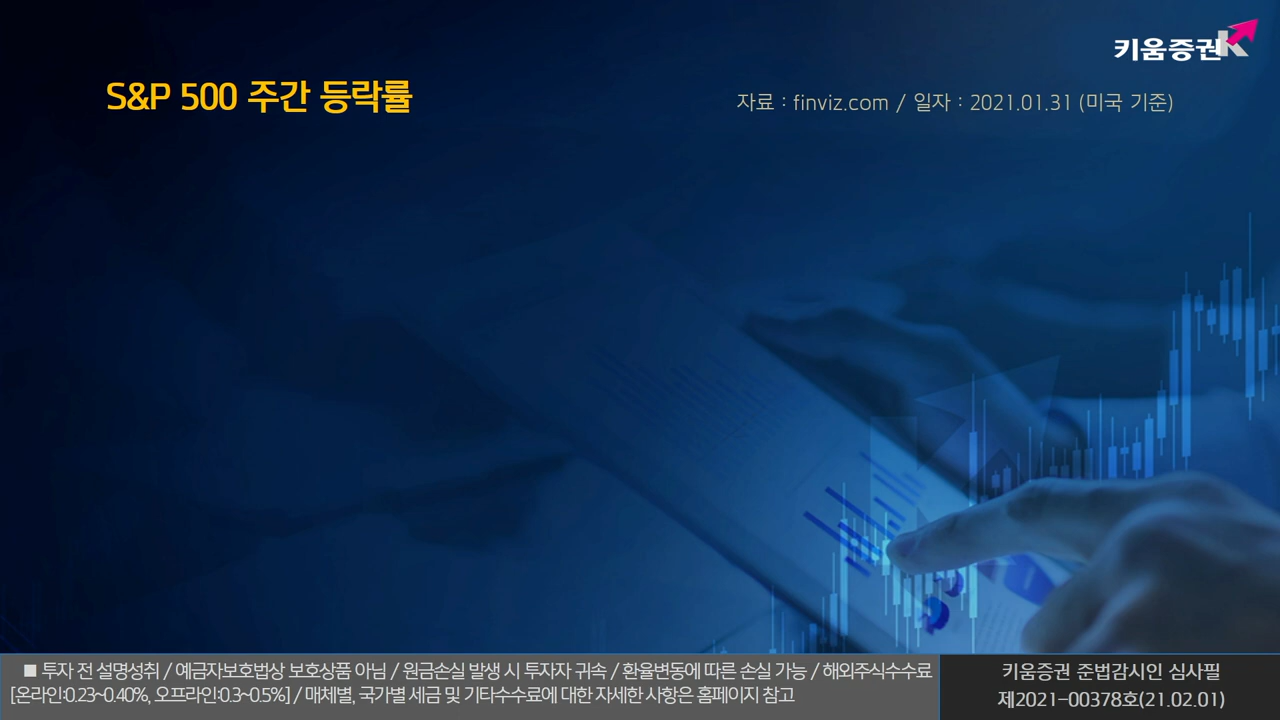 키움증권
S&P 500 주간 등락률
자료 : finviz.com / 일자 : 2021.01.31 (미국 기준)
■ 투자 전 설명성취 / 예금자보호법상 보호상품 아님 / 원금손실 발생 시 투자자 귀속 / 환율변동에 따른 손실 가능 / 해외주식수수료
[온라인:0.23~0.40%, 오프라인:0.3~0.5%] / 매체별, 국가별 세금 및 기타수수료에 대한 자세한 사항은 홈페이지 참고
키움증권 준법감시인 심사필
제2021-00378호(21.02.01)